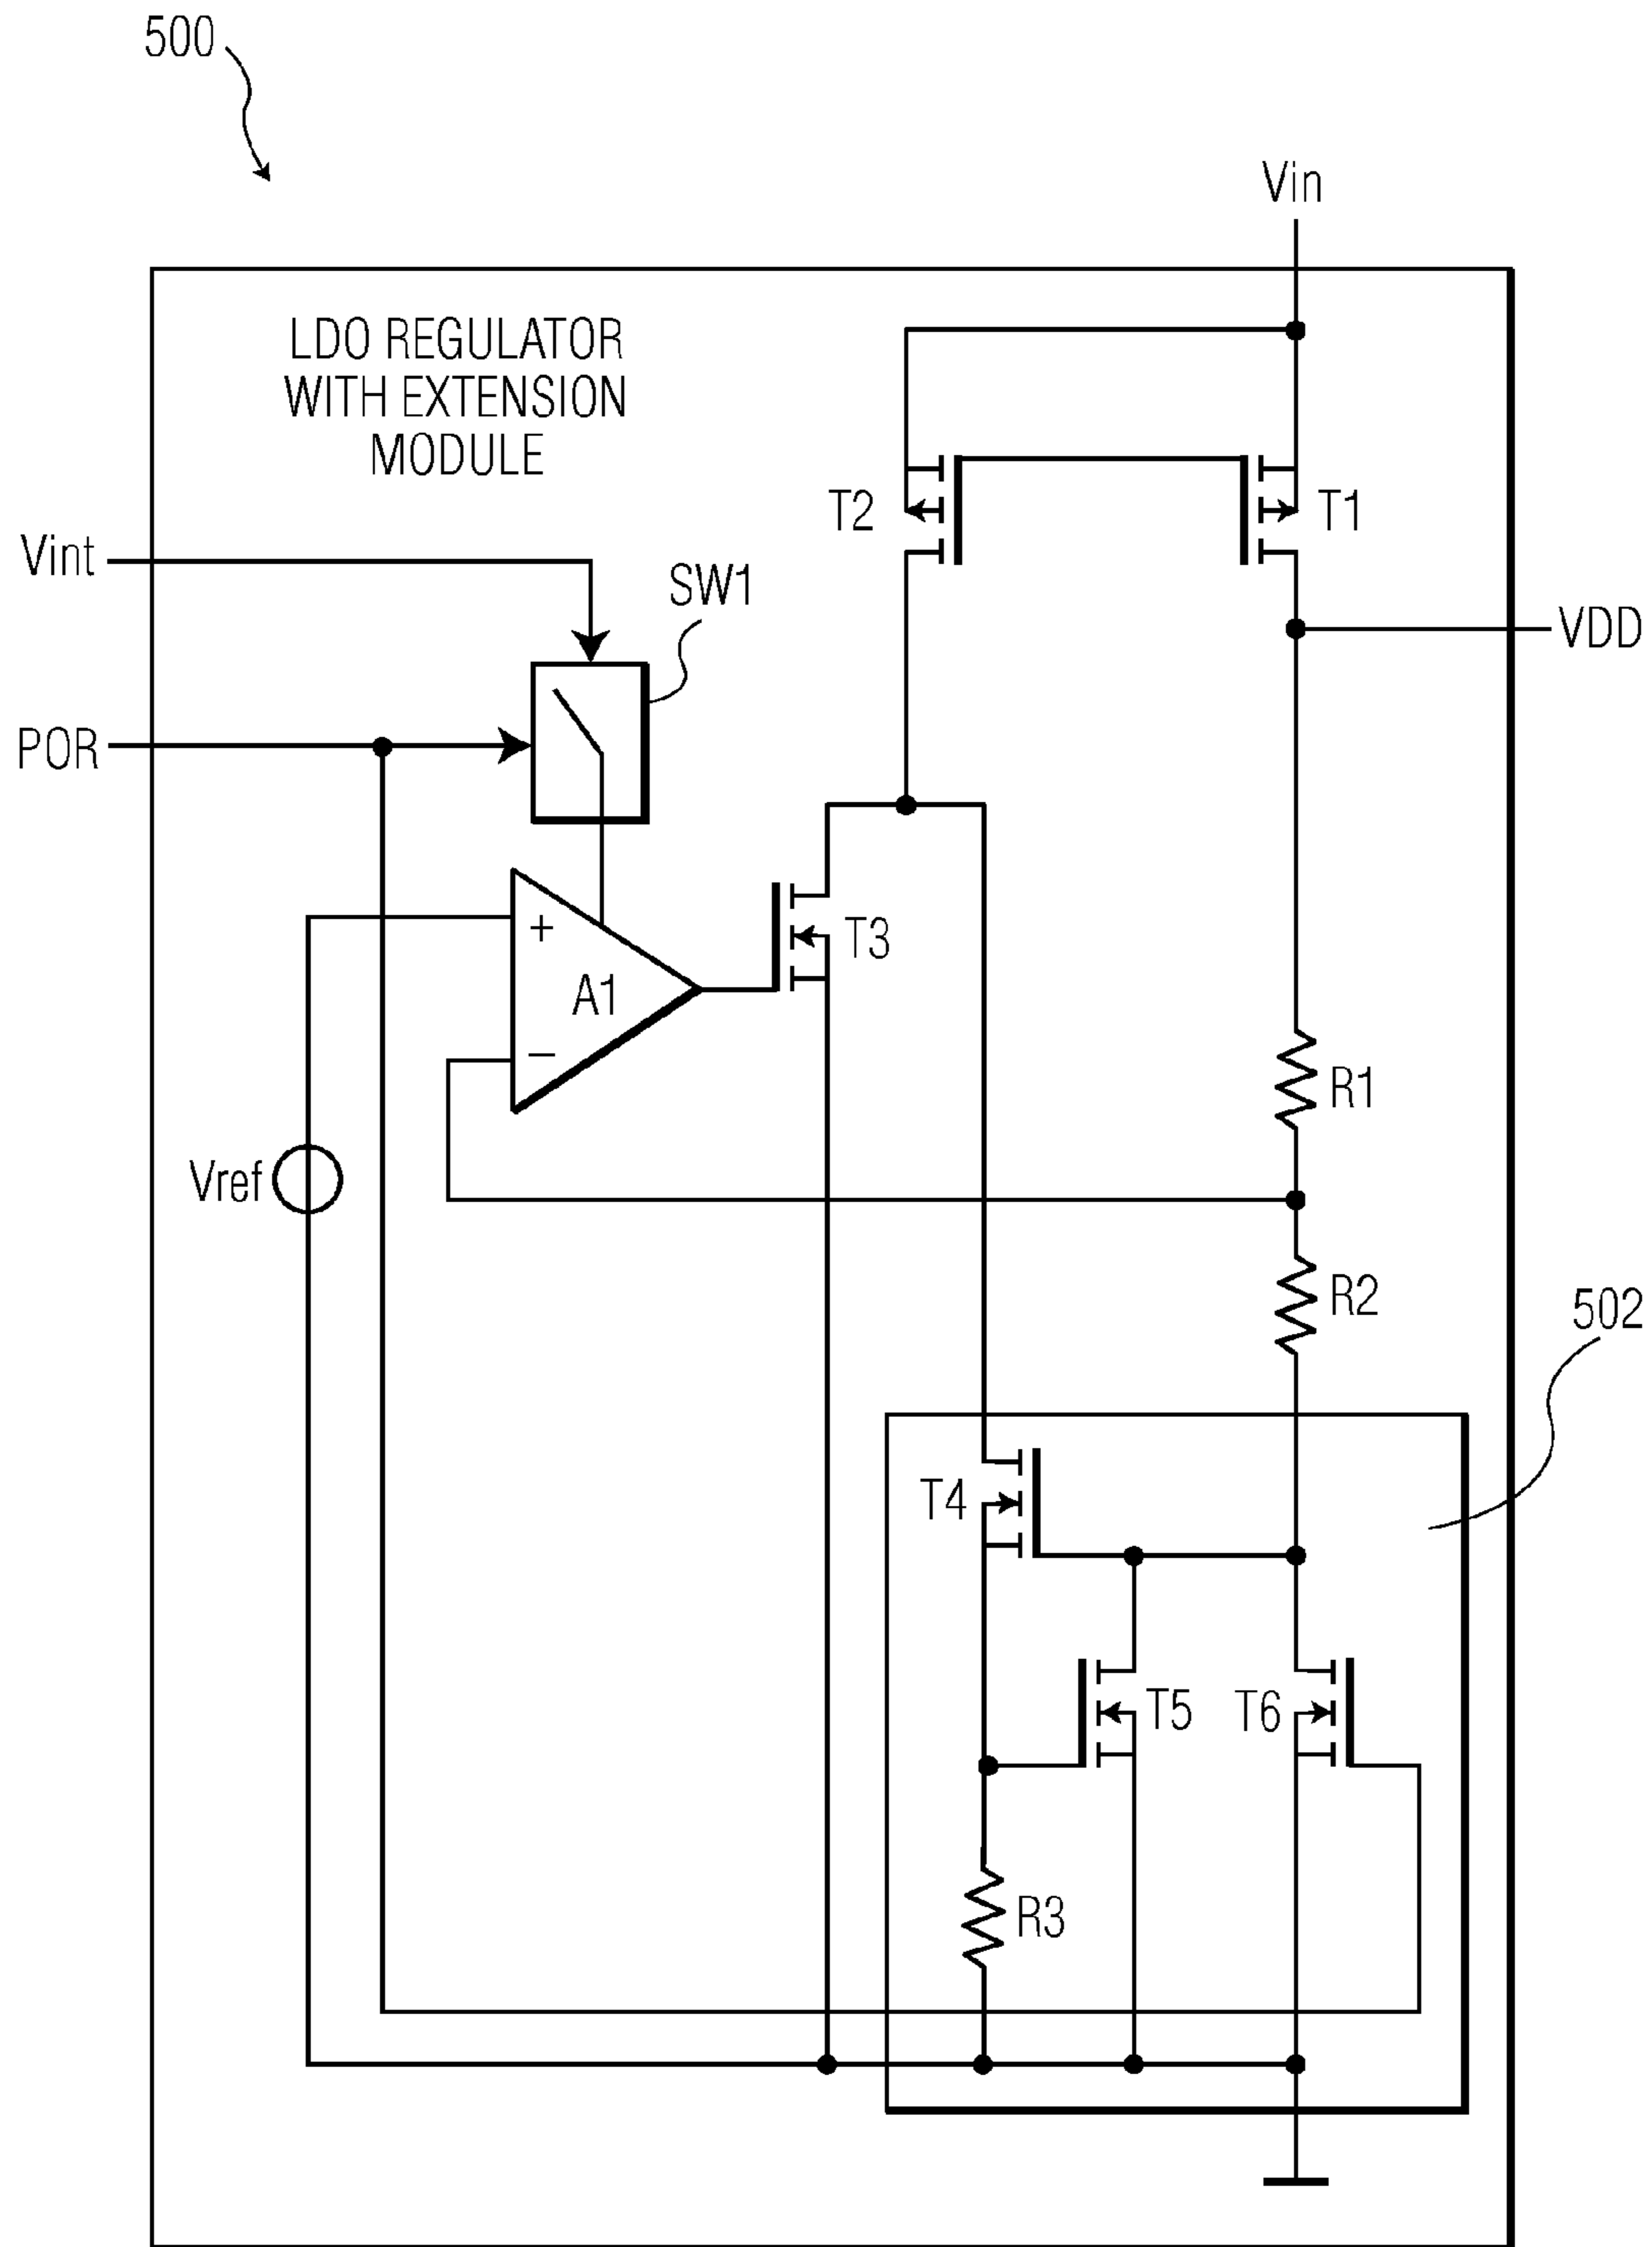 500
Vin
LDO REGULATOR
WITH EXTENSION
MODULE
T2
T1
Vint
SW1
VDD
POR
+
T3
A1
−
R1
Vref
R2
502
T4
T5
T6
R3